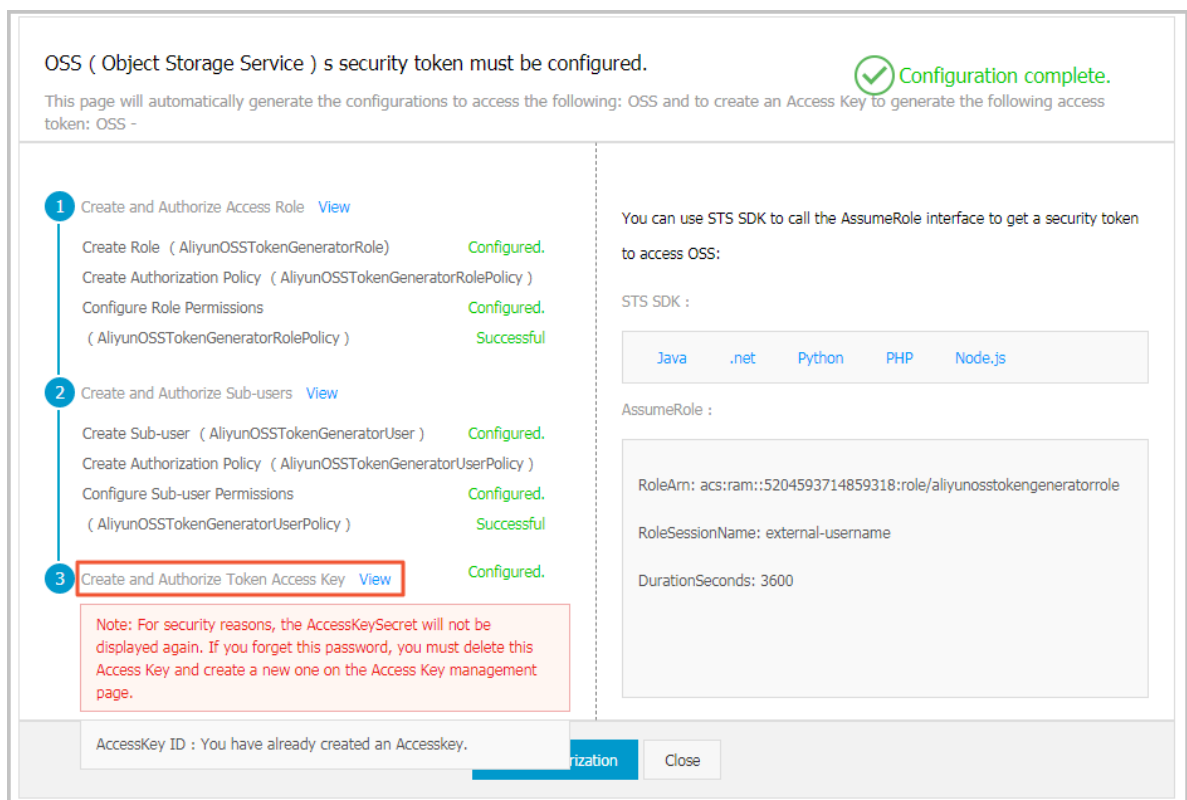 OSS ( Object Storage Service ) s security token must be configured.
Configuration complete.
This page will automatically generate the configurations to access the following: OSS and to create an Access Key to generate the following access
token: OSS -
1
Create and Authorize Access Role View
Create Role ( AliyunOSSTokenGeneratorRole) Configured.
Create Authorization Policy ( AliyunOSSTokenGeneratorRolePolicy )
Configure Role Permissions Configured.
( AliyunOSSTokenGeneratorRolePolicy ) Successful
2
Create and Authorize Sub-users View
Create Sub-user ( AliyunOSSTokenGeneratorUser ) Configured.
Create Authorization Policy ( AliyunOSSTokenGeneratorUserPolicy )
Configure Sub-user Permissions Configured.
( AliyunOSSTokenGeneratorUserPolicy ) Successful
3
Create and Authorize Token Access Key View Configured.
Note: For security reasons, the AccessKeySecret will not be
displayed again. If you forget this password, you must delete this
Access Key and create a new one on the Access Key management
page.
AccessKey ID : You have already created an Accesskey.
You can use STS SDK to call the AssumeRole interface to get a security token
to access OSS:
STS SDK :
Java .net Python PHP Node.js
AssumeRole :
RoleArn: acs:ram::5204593714859318:role/aliyunosstokengeneratorrole
RoleSessionName: external-username
DurationSeconds: 3600
rization
Close